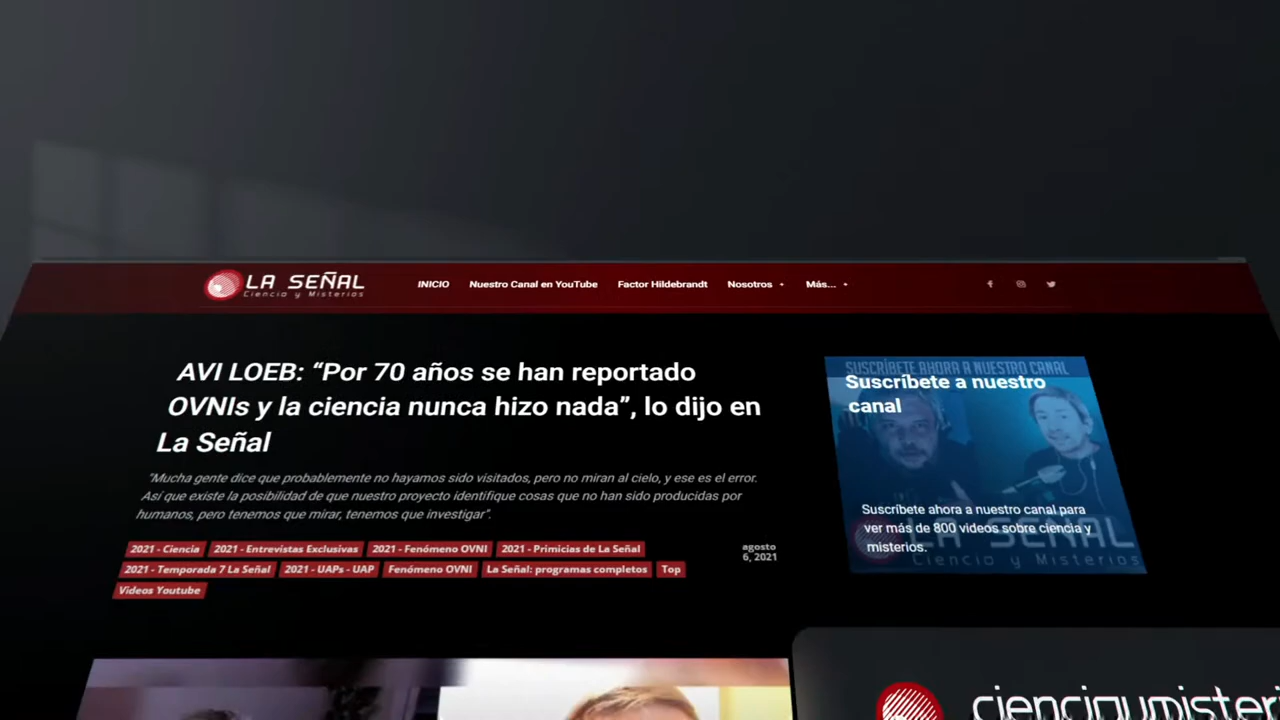 LA SEÑAL
Ciencia y Misterios
INICIO Nuestro Canal en YouTube Factor Hildebrandt Nosotros Más...
AVI LOEB: “Por 70 años se han reportado
OVNIs y la ciencia nunca hizo nada”, lo dijo en
La Señal
“Mucha gente dice que probablemente no hayamos sido visitados, pero no miran al cielo, y ese es el error.
Así que existe la posibilidad de que nuestro proyecto identifique cosas que no han sido producidas por
humanos, pero tenemos que mirar, tenemos que investigar”.
2021 - Ciencia 2021 - Entrevistas Exclusivas 2021 - Fenómeno OVNI 2021 - Primicias de La Señal
2021 - Temporada 7 La Señal 2021 - UAPs - UAP Fenómeno OVNI La Señal: programas completos Top
Videos Youtube
agosto
6, 2021
SUSCRÍBETE AHORA A NUESTRO CANAL
Suscríbete a nuestro
canal
Suscríbete ahora a nuestro canal para
ver más de 800 videos sobre ciencia y
misterios.
LA SEÑAL
Ciencia y Misterios